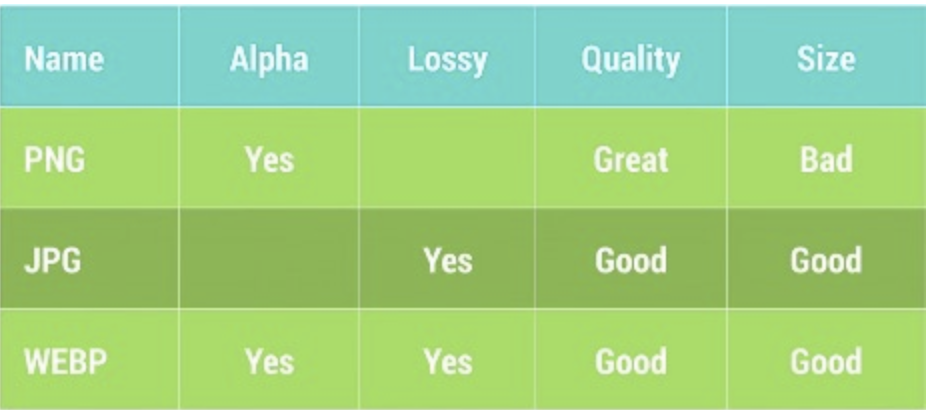 Name Alpha Lossy Quality Size
PNG Yes Great Bad
JPG Yes Good Good
WEBP Yes Yes Good Good